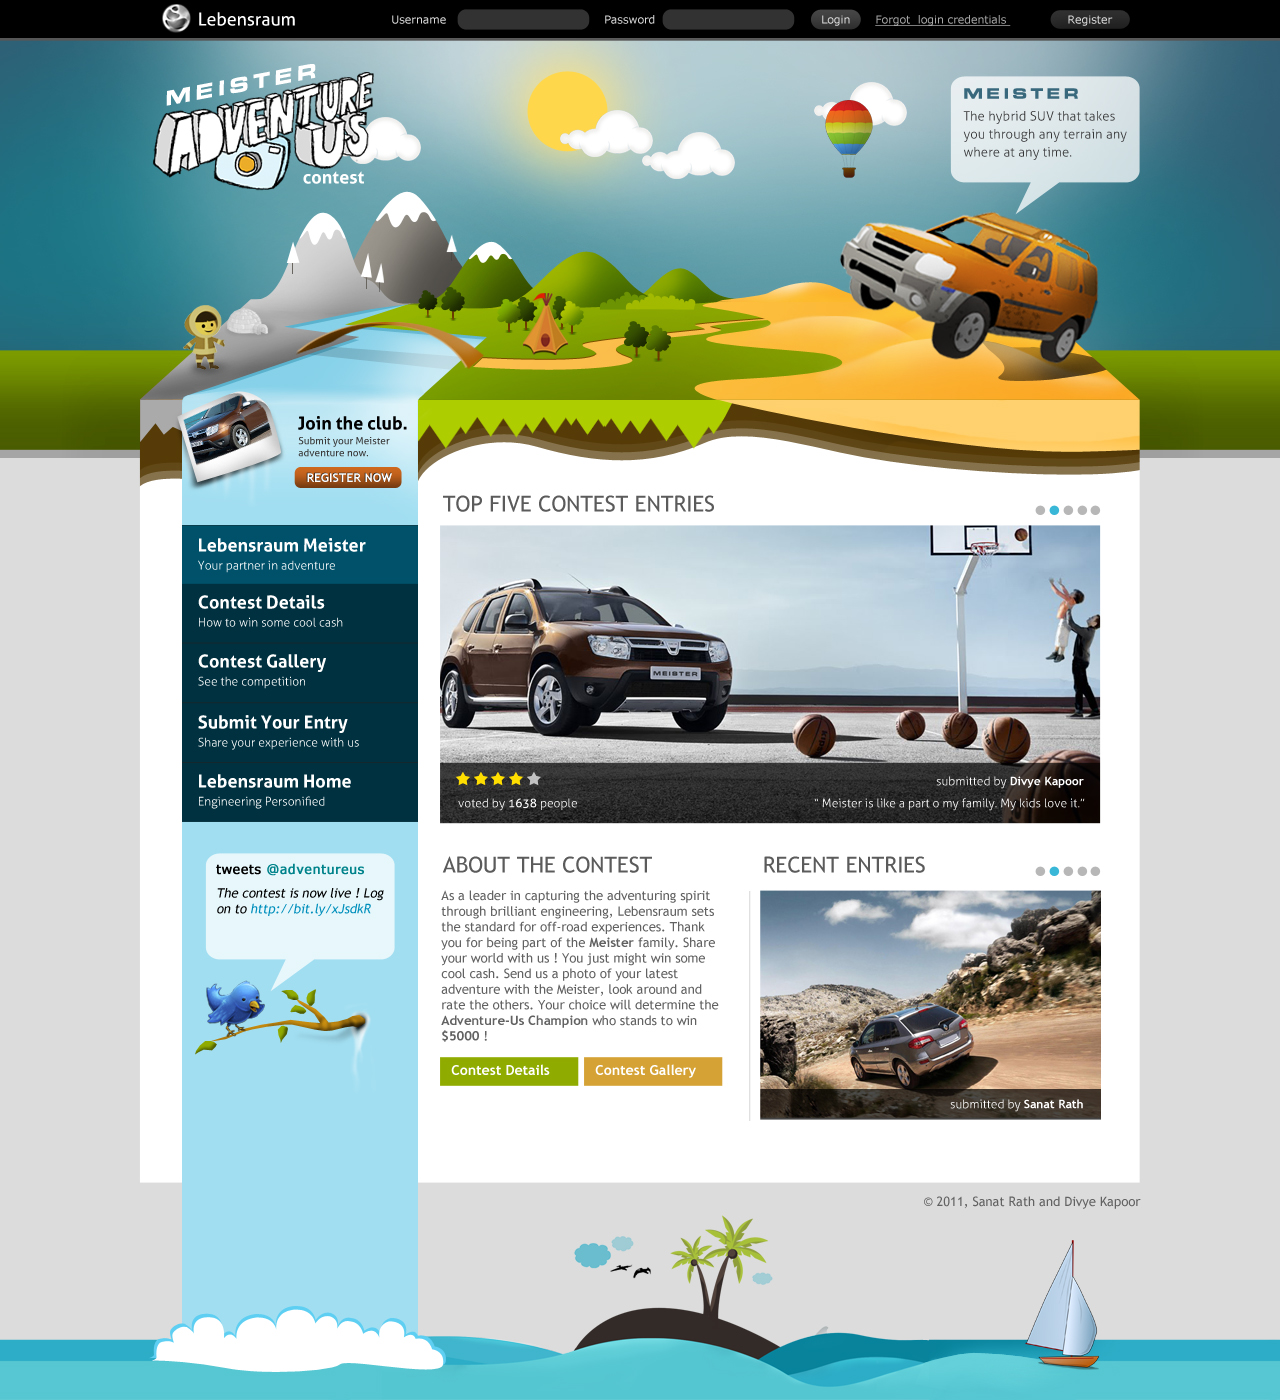 Lebensraum
Username
Password
Login
Forgot login credentials
Register
MEISTER
ADVENTURE
US
contest
MEISTER
The hybrid SUV that takes
you through any terrain any
where at any time.
Join the club.
Submit your Meister
adventure now.
REGISTER NOW
Lebensraum Meister
Your partner in adventure
Contest Details
How to win some cool cash
Contest Gallery
See the competition
Submit Your Entry
Share your experience with us
Lebensraum Home
Engineering Personified
tweets @adventureus
The contest is now live ! Log
on to http://bit.ly/xJsdkR
TOP FIVE CONTEST ENTRIES
MEISTER
submitted by Divye Kapoor
voted by 1638 people
" Meister is like a part o my family. My kids love it."
ABOUT THE CONTEST
As a leader in capturing the adventuring spirit
through brilliant engineering, Lebensraum sets
the standard for off-road experiences. Thank
you for being part of the Meister family. Share
your world with us ! You just might win some
cool cash. Send us a photo of your latest
adventure with the Meister, look around and
rate the others. Your choice will determine the
Adventure-Us Champion who stands to win
$5000 !
Contest Details
Contest Gallery
RECENT ENTRIES
submitted by Sanat Rath
© 2011, Sanat Rath and Divye Kapoor